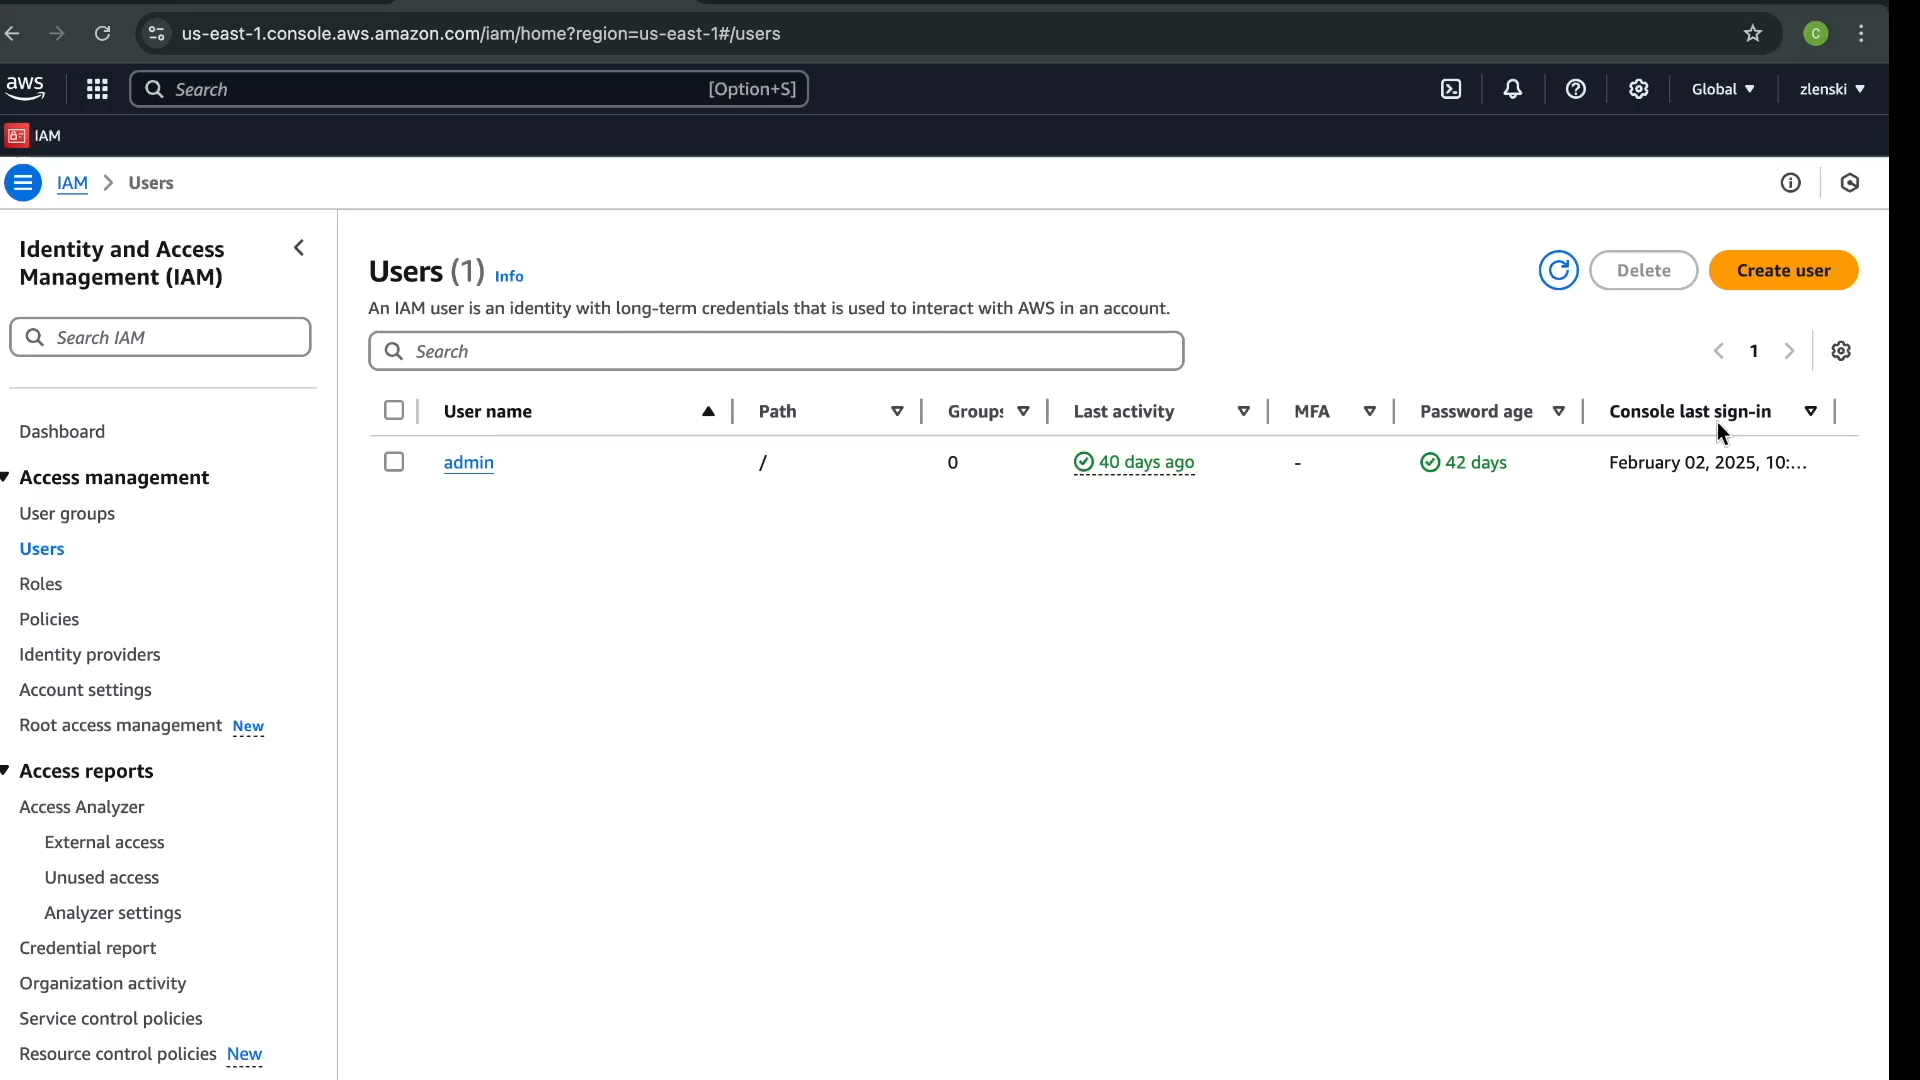 us-east-1.console.aws.amazon.com/iam/home?region=us-east-1#/users
C
aws
Search
[Option+S]
Global
zlenski
IAM
IAM
Users
Identity and Access
Management (IAM)
Search IAM
Dashboard
Access management
User groups
Users
Roles
Policies
Identity providers
Account settings
Root access management New
Access reports
Access Analyzer
External access
Unused access
Analyzer settings
Credential report
Organization activity
Service control policies
Resource control policies New
Users (1) Info
Delete
Create user
An IAM user is an identity with long-term credentials that is used to interact with AWS in an account.
Search
1
User name Path Groups Last activity MFA Password age Console last sign-in
admin / 0 40 days ago - 42 days February 02, 2025, 10:...